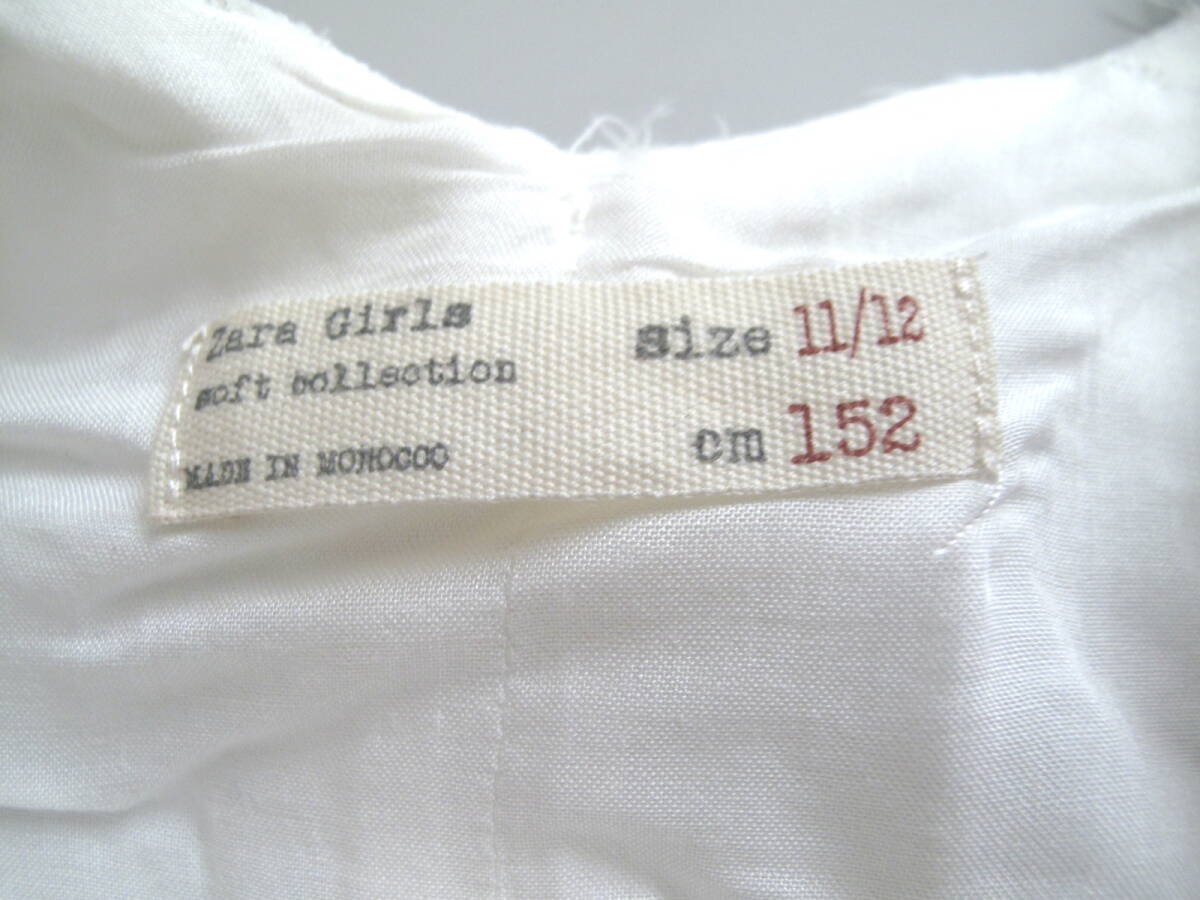 Zara Girls
soft collection
MADE IN MOROCCO
size 11/12
cm 152